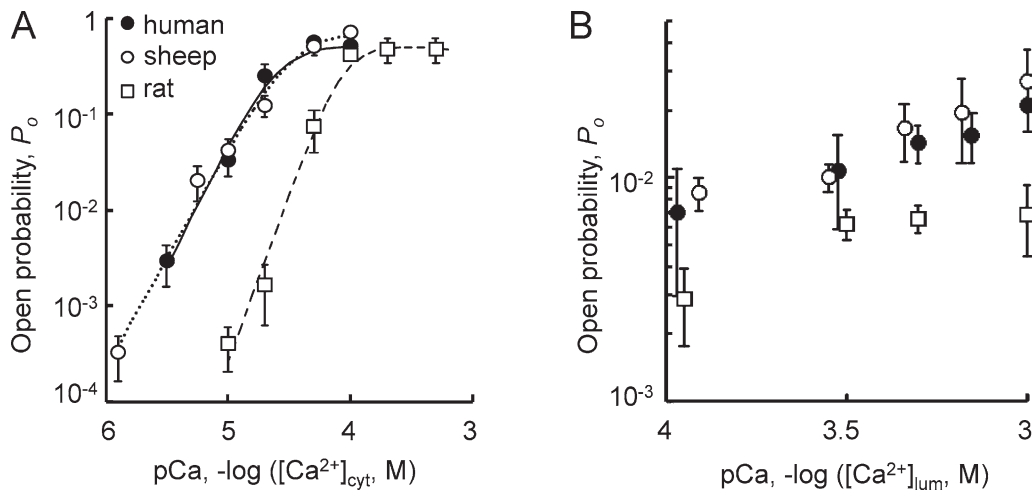 A
human
sheep
rat
1
10⁻¹
10⁻²
10⁻³
10⁻⁴
Open probability, Pₒ
6 5 4 3
pCa, -log ([Ca²⁺]cyt, M)
B
10⁻²
10⁻³
Open probability, Pₒ
4 3.5 3
pCa, -log ([Ca²⁺]lum, M)